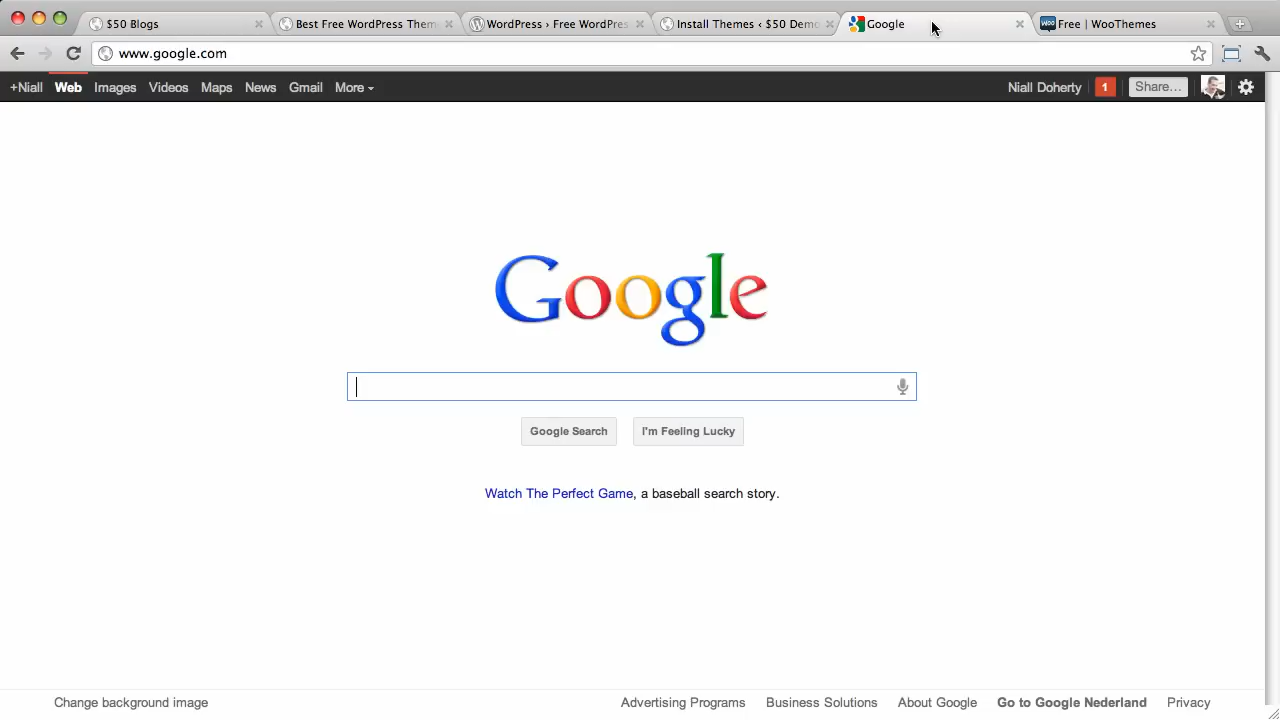 $50 Blogs
Best Free WordPress Them
WordPress › Free WordPres
Install Themes ‹ $50 Demo
Google
Free | WooThemes
www.google.com
+Niall Web Images Videos Maps News Gmail More
Niall Doherty 1 Share...
Google
Google Search I'm Feeling Lucky
Watch The Perfect Game, a baseball search story.
Change background image Advertising Programs Business Solutions About Google Go to Google Nederland Privacy